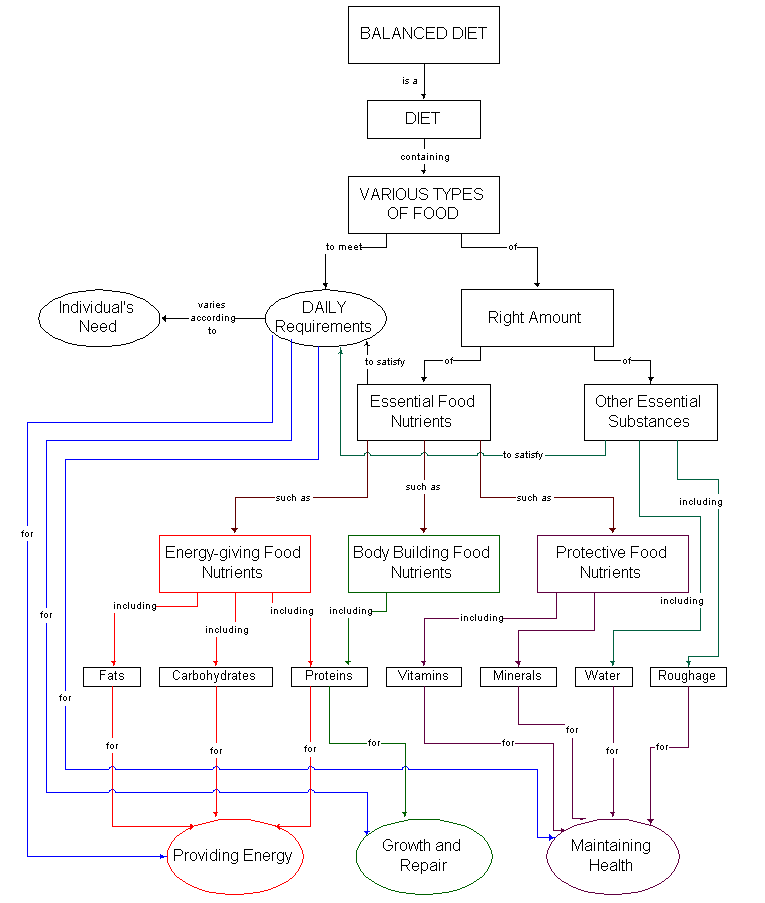 BALANCED DIET
is a
DIET
containing
VARIOUS TYPES
OF FOOD
to meet
of
Individual's
Need
varies
according
to
DAILY
Requirements
Right Amount
to satisfy
of
of
Essential Food
Nutrients
Other Essential
Substances
to satisfy
such as
such as
such as
including
for
Energy-giving Food
Nutrients
Body Building Food
Nutrients
Protective Food
Nutrients
including
including
including
including
including
including
for
Fats
Carbohydrates
Proteins
Vitamins
Minerals
Water
Roughage
for
for
for
for
for
for
for
for
for
Providing Energy
Growth and
Repair
Maintaining
Health